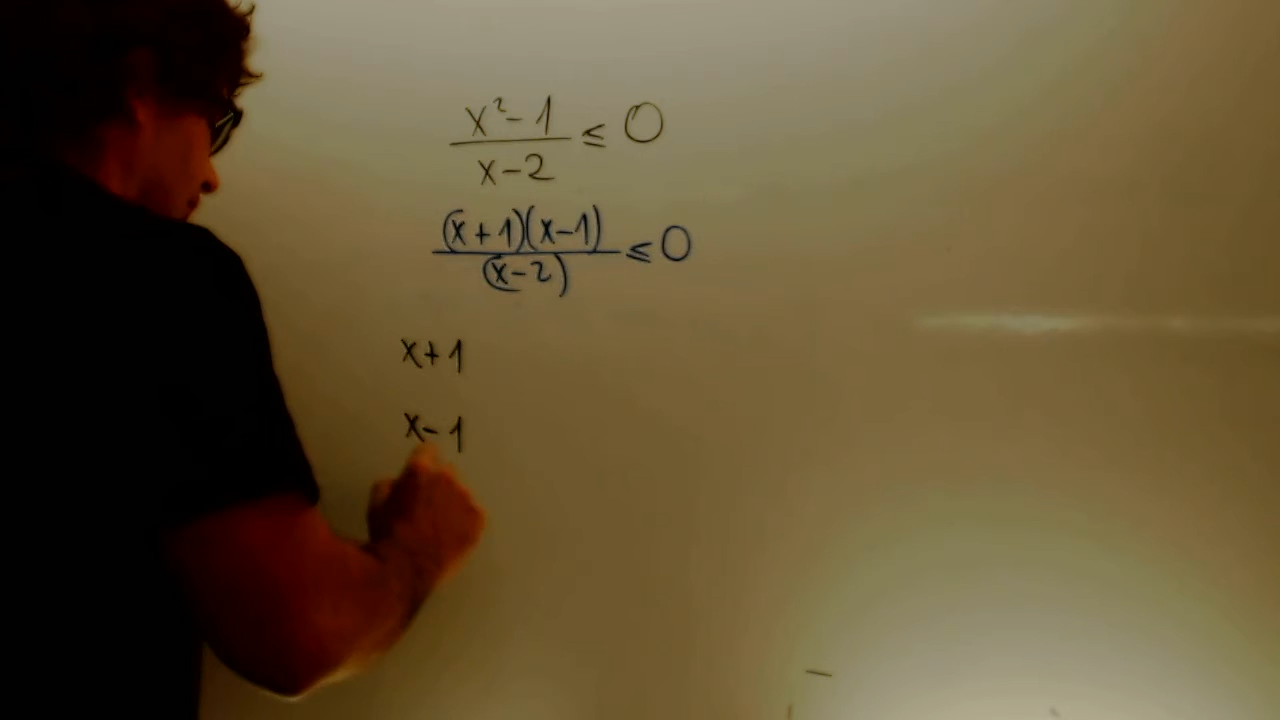 x²-1/x-2 ≤ 0
(x+1)(x-1)/(x-2) ≤ 0
x+1
x-1